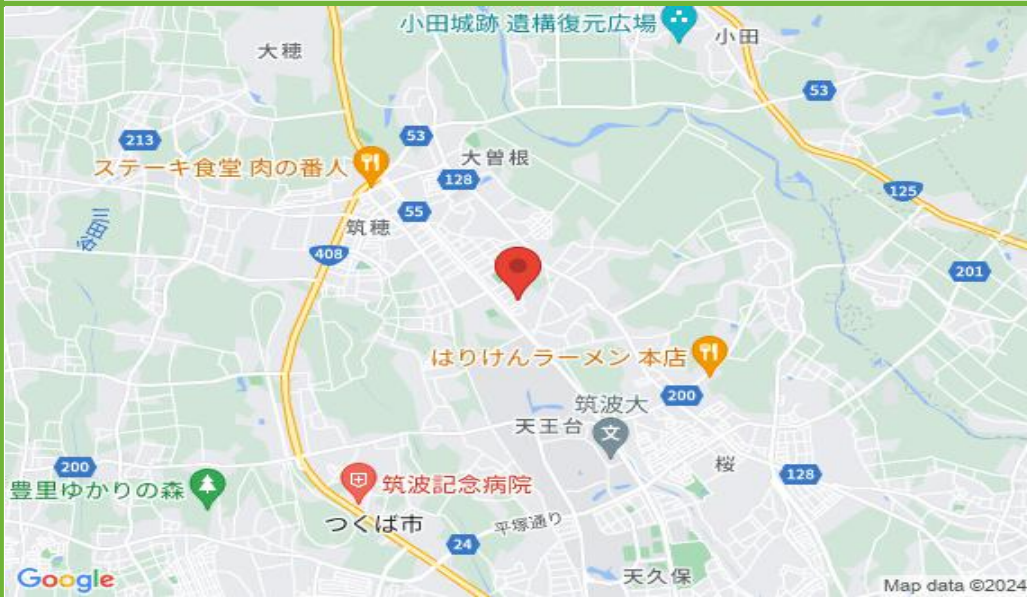 小田城跡 遺構復元広場
小田
大穂
53
213
53
大曽根
ステーキ食堂 肉の番人
128
125
55
筑穂
408
201
はりけんラーメン 本店
200
筑波大
天王台
桜
200
128
豊里ゆかりの森
筑波記念病院
つくば市
平塚通り
24
天久保
Google
Map data ©2024